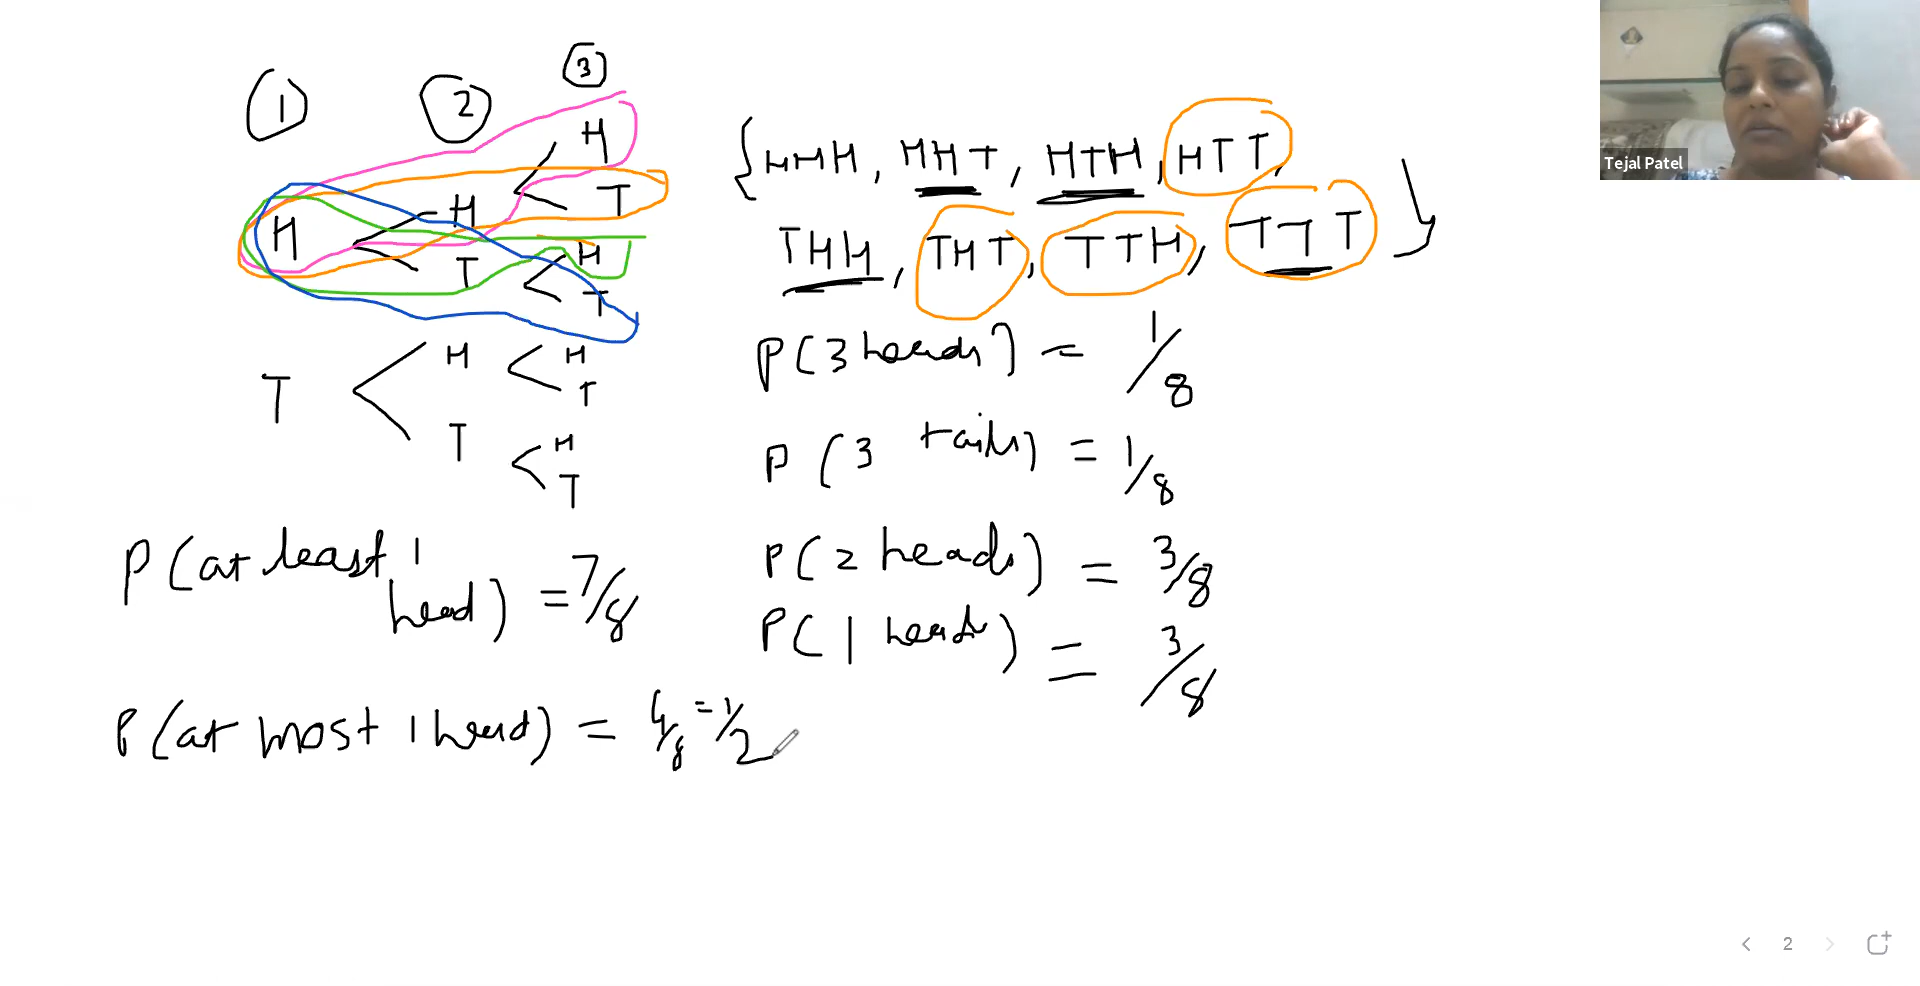 1 2 3
H H H
T
T H
T
T H H
T
T H
T
{HHH, HHT, HTH, HTT,
THH, THT, TTH, TTT }
P(3 heads) = 1/8
P(3 tails) = 1/8
P(2 heads) = 3/8
P(1 heads) = 3/8
P(at least 1
head) = 7/8
P(at most 1 head) = 4/8 = 1/2
Tejal Patel
2